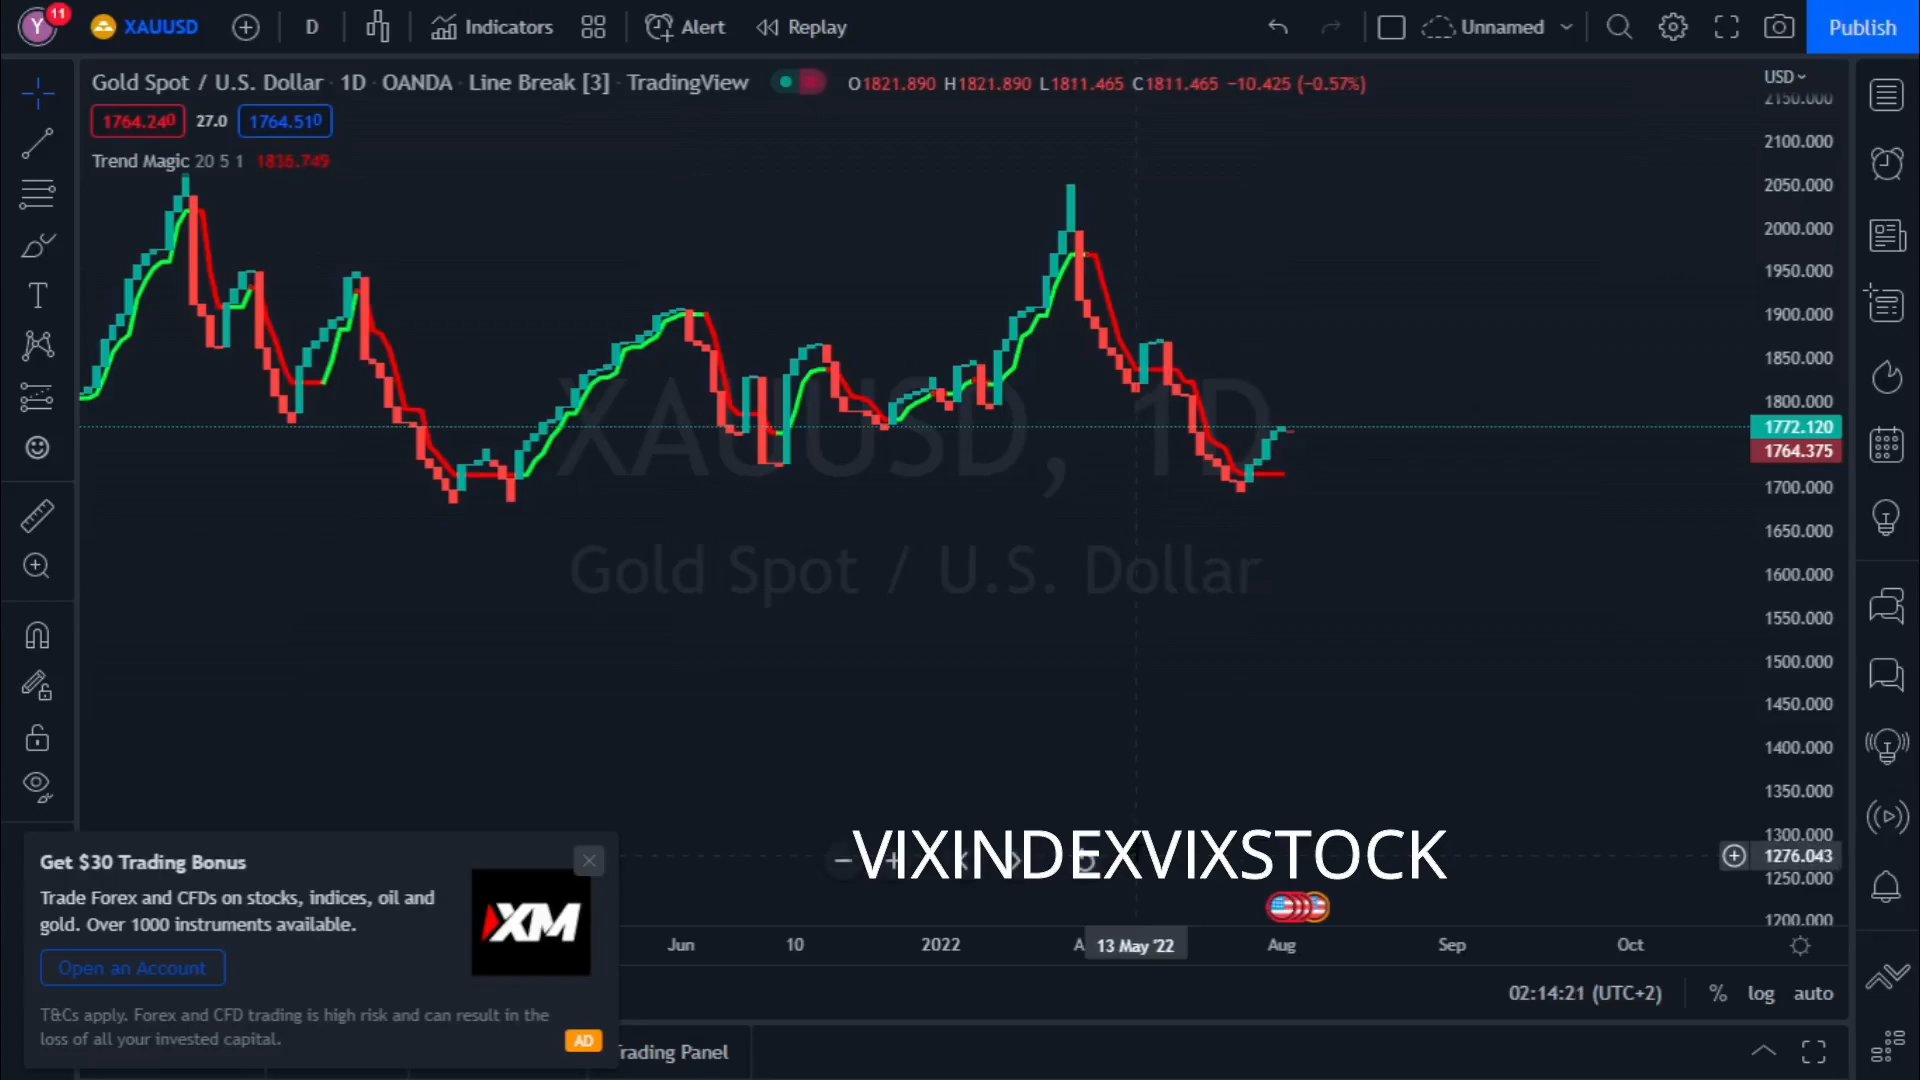 Y 11 XAUUSD D Indicators Alert Replay Unnamed Publish
Gold Spot / U.S. Dollar · 1D · OANDA · Line Break [3] · TradingView O1821.890 H1821.890 L1811.465 C1811.465 −10.425 (−0.57%)
USD
2150.000
1764.240 27.0 1764.510
2100.000
Trend Magic 20 5 1 1836.749
2050.000
2000.000
1950.000
1900.000
1850.000
1800.000
1772.120
1764.375
1700.000
1650.000
1600.000
1550.000
1500.000
1450.000
1400.000
1350.000
1300.000
1276.043
1250.000
1200.000
XAUUSD, 1D
Gold Spot / U.S. Dollar
VIXINDEXVIXSTOCK
Get $30 Trading Bonus
Trade Forex and CFDs on stocks, indices, oil and
gold. Over 1000 instruments available.
XM
Open an Account
T&Cs apply. Forex and CFD trading is high risk and can result in the
loss of all your invested capital.
AD
Jun 10 2022 A 13 May '22 Aug Sep Oct
02:14:21 (UTC+2) % log auto
Trading Panel